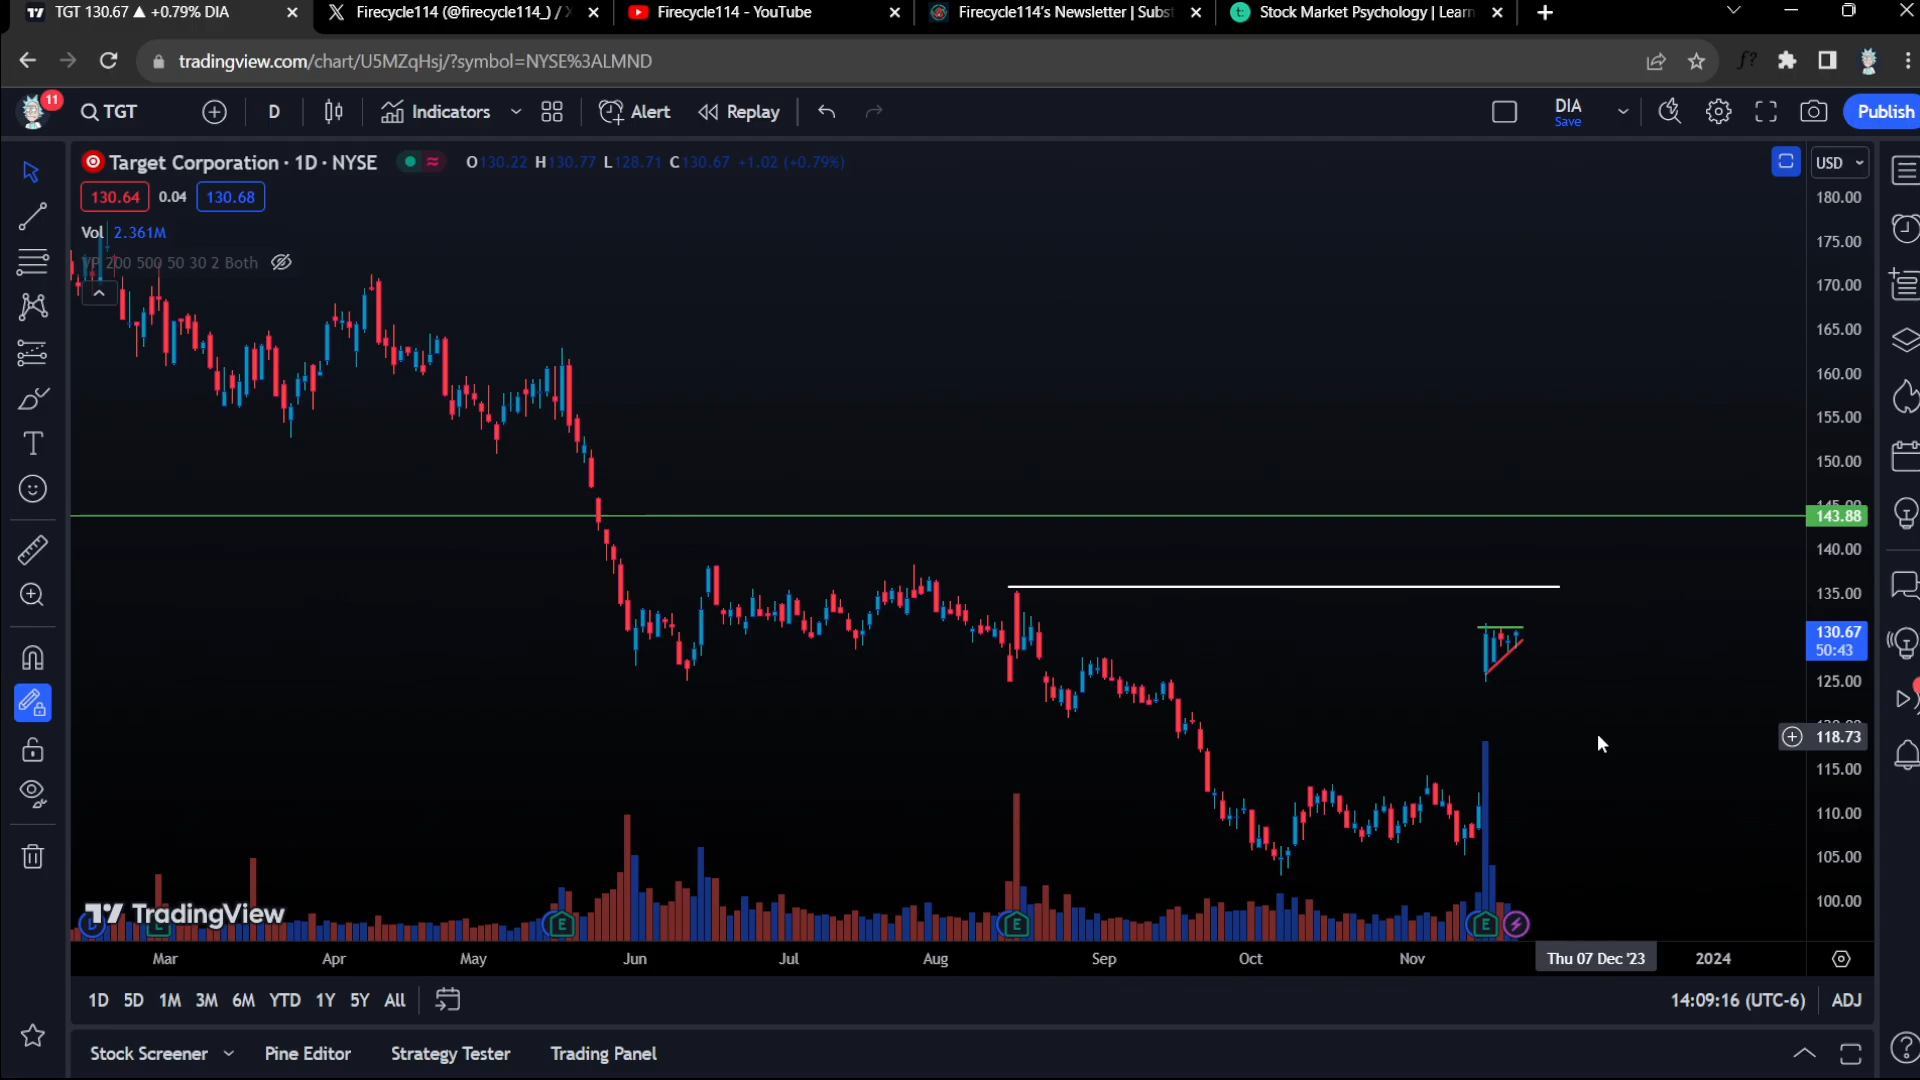 TGT 130.67 ▲ +0.79% DIA
Firecycle114 (@firecycle114_) / X
Firecycle114 - YouTube
Firecycle114's Newsletter | Subst
Stock Market Psychology | Learn
tradingview.com/chart/U5MZqHsj/?symbol=NYSE%3ALMND
f?
11
TGT
D
Indicators
Alert
Replay
DIA
Save
Publish
Target Corporation · 1D · NYSE
O130.22 H130.77 L128.71 C130.67 +1.02 (+0.79%)
USD
130.64
0.04
130.68
Vol 2.361M
VP 200 500 50 30 2 Both
180.00
175.00
170.00
165.00
160.00
155.00
150.00
145.00
143.88
140.00
135.00
130.67
50:43
125.00
120.00
118.73
115.00
110.00
105.00
100.00
TradingView
E
E
E
E
Mar
Apr
May
Jun
Jul
Aug
Sep
Oct
Nov
Thu 07 Dec '23
2024
1D
5D
1M
3M
6M
YTD
1Y
5Y
All
14:09:16 (UTC-6)
ADJ
Stock Screener
Pine Editor
Strategy Tester
Trading Panel